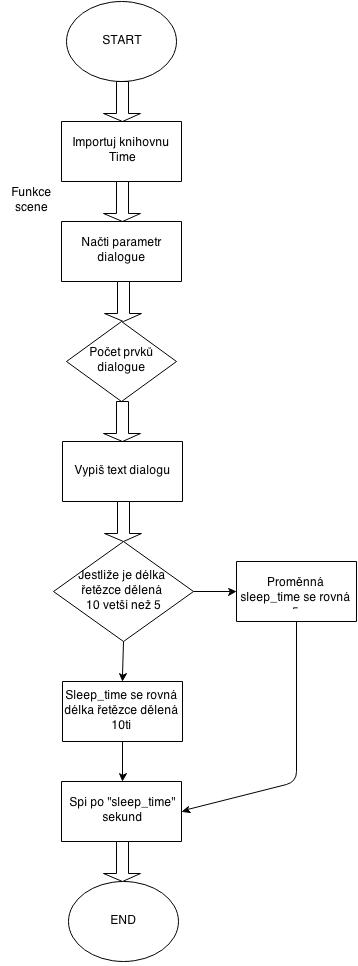 START
Importuj knihovnu
Time
Funkce
scene
Načti parametr
dialogue
Počet prvků
dialogue
Vypiš text dialogu
Jestliže je délka
řetězce dělená
10 vetši než 5
Proměnná
sleep_time se rovná
Sleep_time se rovná
délka řetězce dělená
10ti
Spi po "sleep_time"
sekund
END